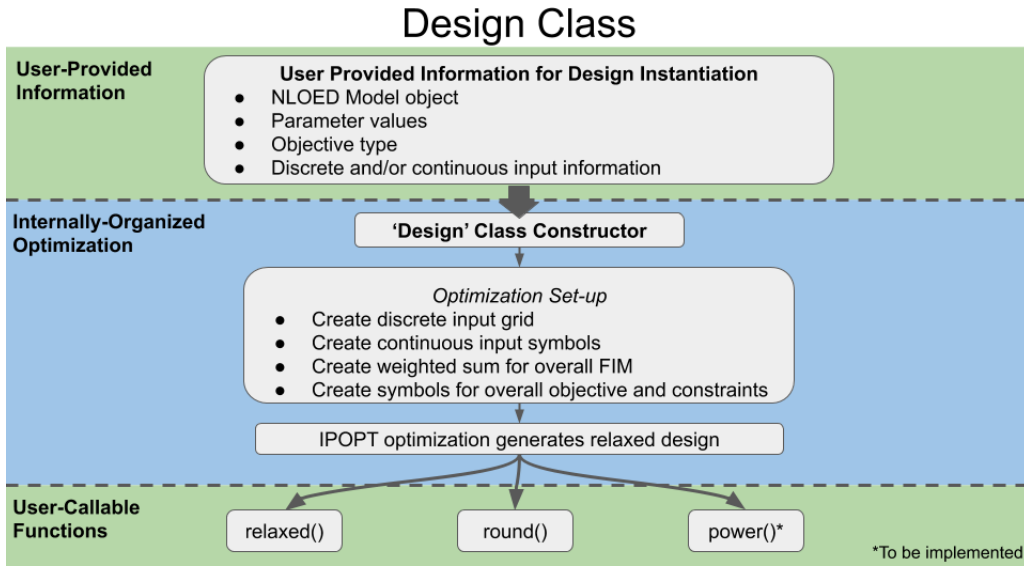 Design Class
User-Provided
Information
User Provided Information for Design Instantiation
● NLOED Model object
● Parameter values
● Objective type
● Discrete and/or continuous input information
Internally-Organized
Optimization
‘Design’ Class Constructor
Optimization Set-up
● Create discrete input grid
● Create continuous input symbols
● Create weighted sum for overall FIM
● Create symbols for overall objective and constraints
IPOPT optimization generates relaxed design
User-Callable
Functions
relaxed()
round()
power()*
*To be implemented